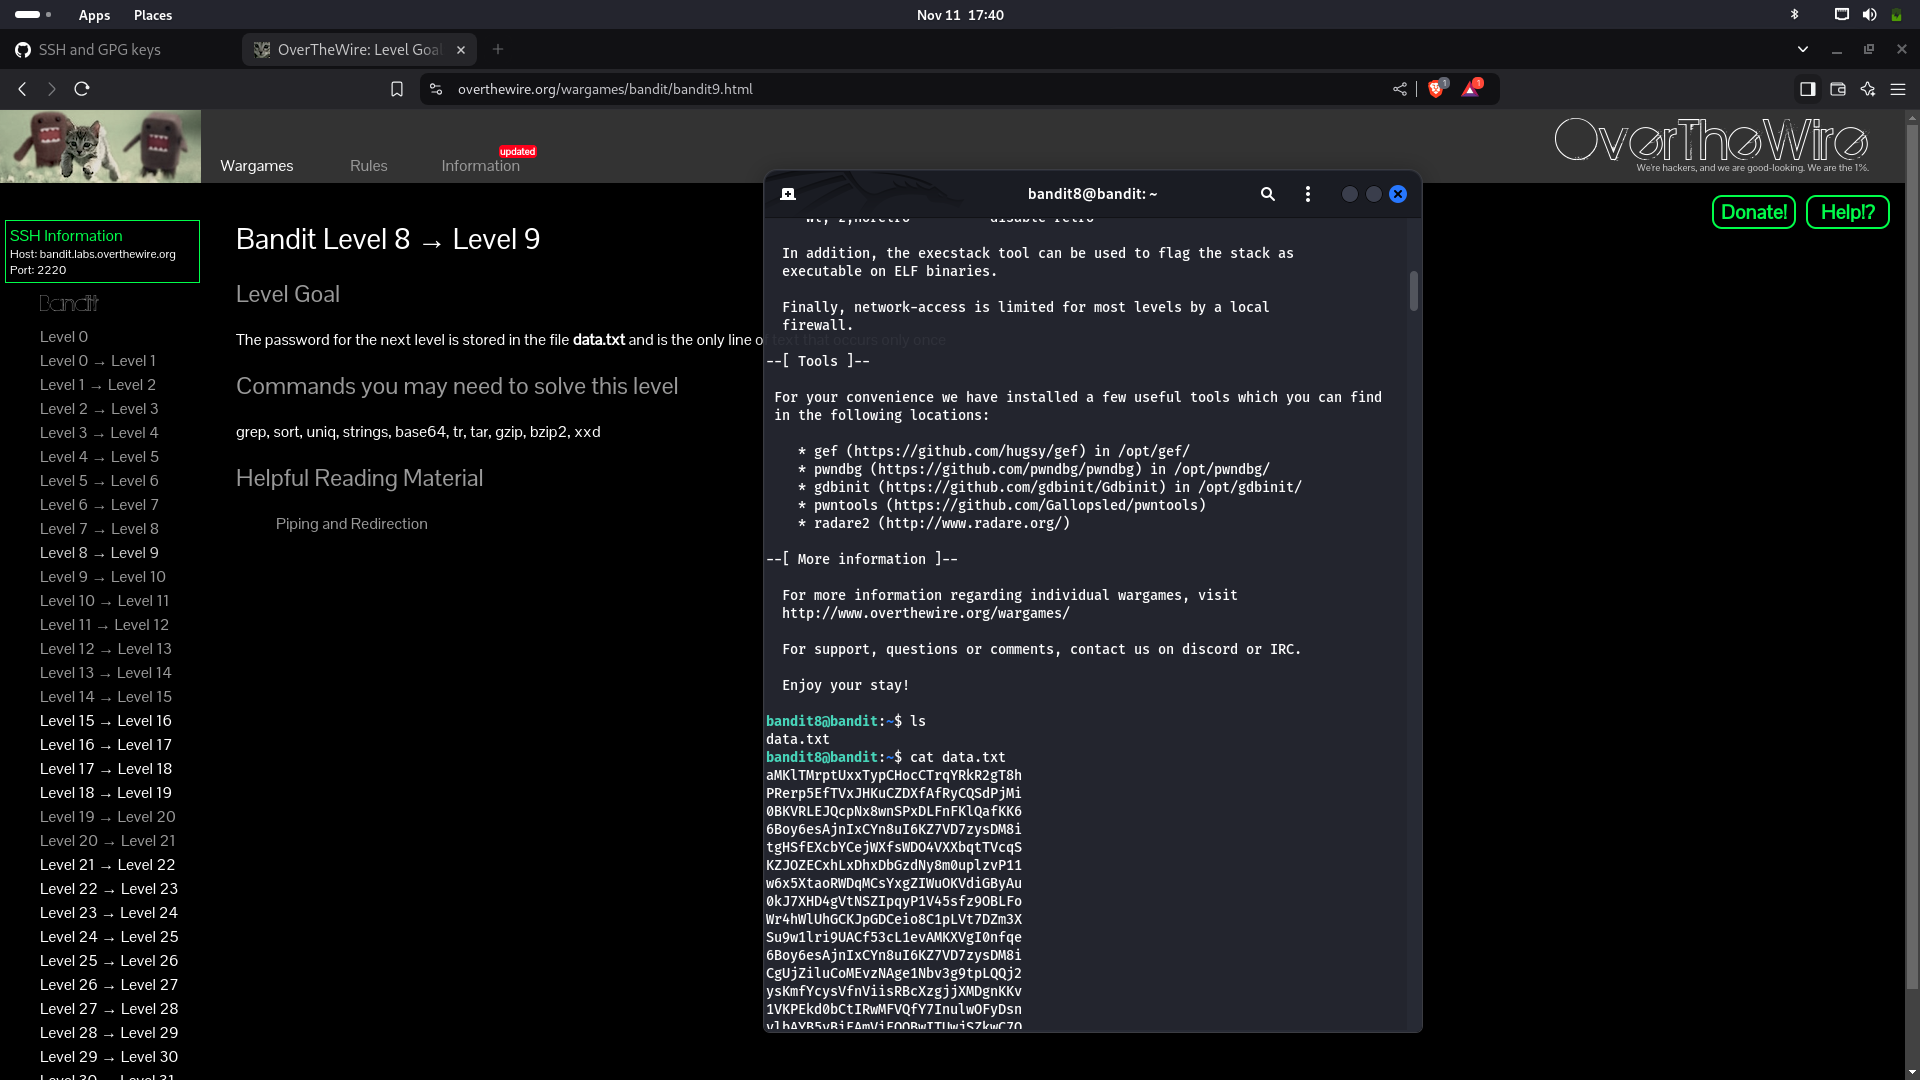 Apps Places Nov 11 17:40
SSH and GPG keys
OverTheWire: Level Goal
overthewire.org/wargames/bandit/bandit9.html
1
1
Wargames
Rules
Information
updated
OverTheWire
We're hackers, and we are good-looking. We are the 1%.
Donate!
Help!?
SSH Information
Host: bandit.labs.overthewire.org
Port: 2220
Bandit
Level 0
Level 0 → Level 1
Level 1 → Level 2
Level 2 → Level 3
Level 3 → Level 4
Level 4 → Level 5
Level 5 → Level 6
Level 6 → Level 7
Level 7 → Level 8
Level 8 → Level 9
Level 9 → Level 10
Level 10 → Level 11
Level 11 → Level 12
Level 12 → Level 13
Level 13 → Level 14
Level 14 → Level 15
Level 15 → Level 16
Level 16 → Level 17
Level 17 → Level 18
Level 18 → Level 19
Level 19 → Level 20
Level 20 → Level 21
Level 21 → Level 22
Level 22 → Level 23
Level 23 → Level 24
Level 24 → Level 25
Level 25 → Level 26
Level 26 → Level 27
Level 27 → Level 28
Level 28 → Level 29
Level 29 → Level 30
Level 30 → Level 31
Bandit Level 8 → Level 9
Level Goal
The password for the next level is stored in the file data.txt and is the only line of text that occurs only once
Commands you may need to solve this level
grep, sort, uniq, strings, base64, tr, tar, gzip, bzip2, xxd
Helpful Reading Material
Piping and Redirection
bandit8@bandit: ~
-Wl,-z,norelro disable relro
In addition, the execstack tool can be used to flag the stack as
executable on ELF binaries.
Finally, network-access is limited for most levels by a local
firewall.
--[ Tools ]--
For your convenience we have installed a few useful tools which you can find
in the following locations:
* gef (https://github.com/hugsy/gef) in /opt/gef/
* pwndbg (https://github.com/pwndbg/pwndbg) in /opt/pwndbg/
* gdbinit (https://github.com/gdbinit/Gdbinit) in /opt/gdbinit/
* pwntools (https://github.com/Gallopsled/pwntools)
* radare2 (http://www.radare.org/)
--[ More information ]--
For more information regarding individual wargames, visit
http://www.overthewire.org/wargames/
For support, questions or comments, contact us on discord or IRC.
Enjoy your stay!
bandit8@bandit:~$ ls
data.txt
bandit8@bandit:~$ cat data.txt
aMKlTMrptUxxTypCHocCTrqYRkR2gT8h
PRerp5EfTVxJHKuCZDXfAfRyCQSdPjMi
0BKVRLEJQcpNx8wnSPxDLFnFKlQafKK6
6Boy6esAjnIxCYn8uI6KZ7VD7zysDM8i
tgHSfEXcbYCejWXfsWDO4VXXbqtTVcqS
KZJOZECxhLxDhxDbGzdNy8m0uplzvP11
w6x5XtaoRWDqMCsYxgZIWuOKVdiGByAu
0kJ7XHD4gVtNSZIpqyP1V45sfz9OBLFo
Wr4hWlUhGCKJpGDCeio8C1pLVt7DZm3X
Su9w1lri9UACf53cL1evAMKXVgI0nfqe
6Boy6esAjnIxCYn8uI6KZ7VD7zysDM8i
CgUjZiluCoMEvzNAge1Nbv3g9tpLQQj2
ysKmfYcysVfnViisRBcXzgjjXMDgnKKv
1VKPEkd0bCtIRwMFVQfY7InulwOFyDsn